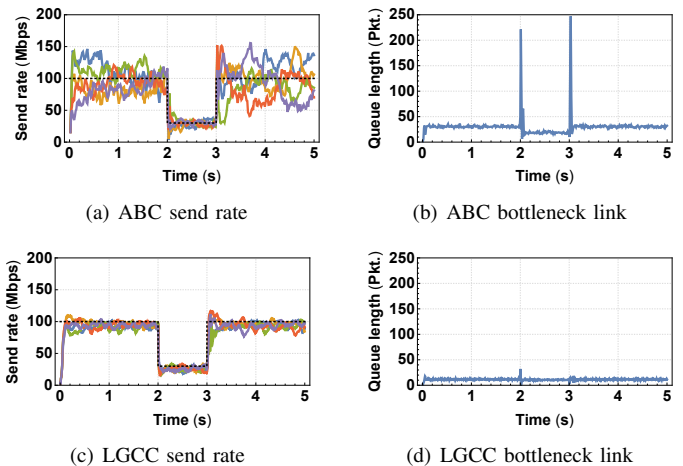 Send rate (Mbps)
200
150
100
50
0
0 1 2 3 4 5
Time (s)
(a) ABC send rate
Queue length (Pkt.)
250
200
150
100
50
0
0 1 2 3 4 5
Time (s)
(b) ABC bottleneck link
Send rate (Mbps)
200
150
100
50
0
0 1 2 3 4 5
Time (s)
(c) LGCC send rate
Queue length (Pkt.)
250
200
150
100
50
0
0 1 2 3 4 5
Time (s)
(d) LGCC bottleneck link